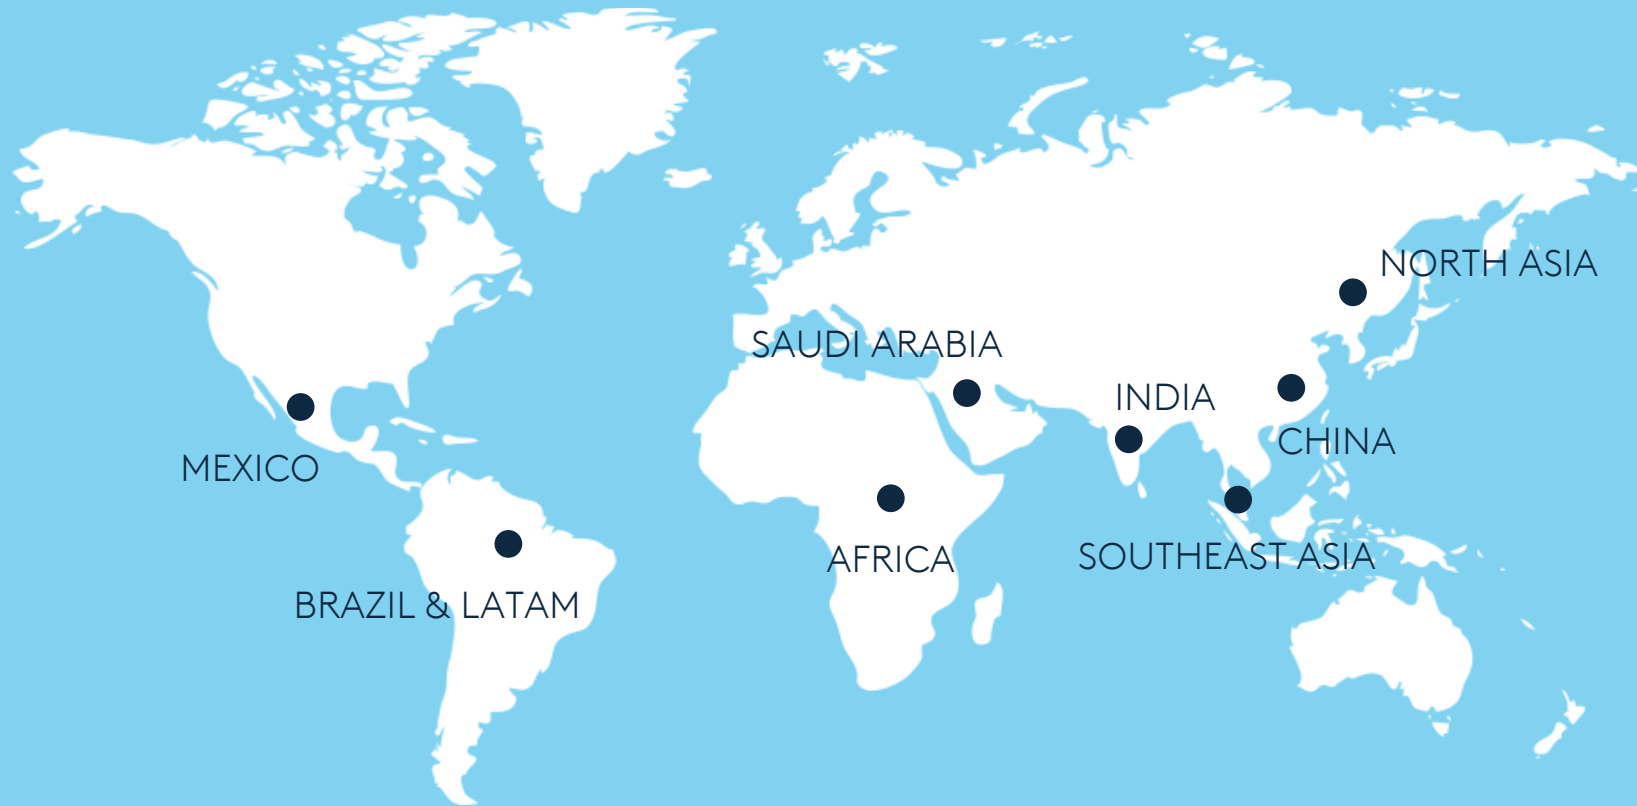 NORTH ASIA
SAUDI ARABIA
INDIA
CHINA
MEXICO
SOUTHEAST ASIA
AFRICA
BRAZIL & LATAM